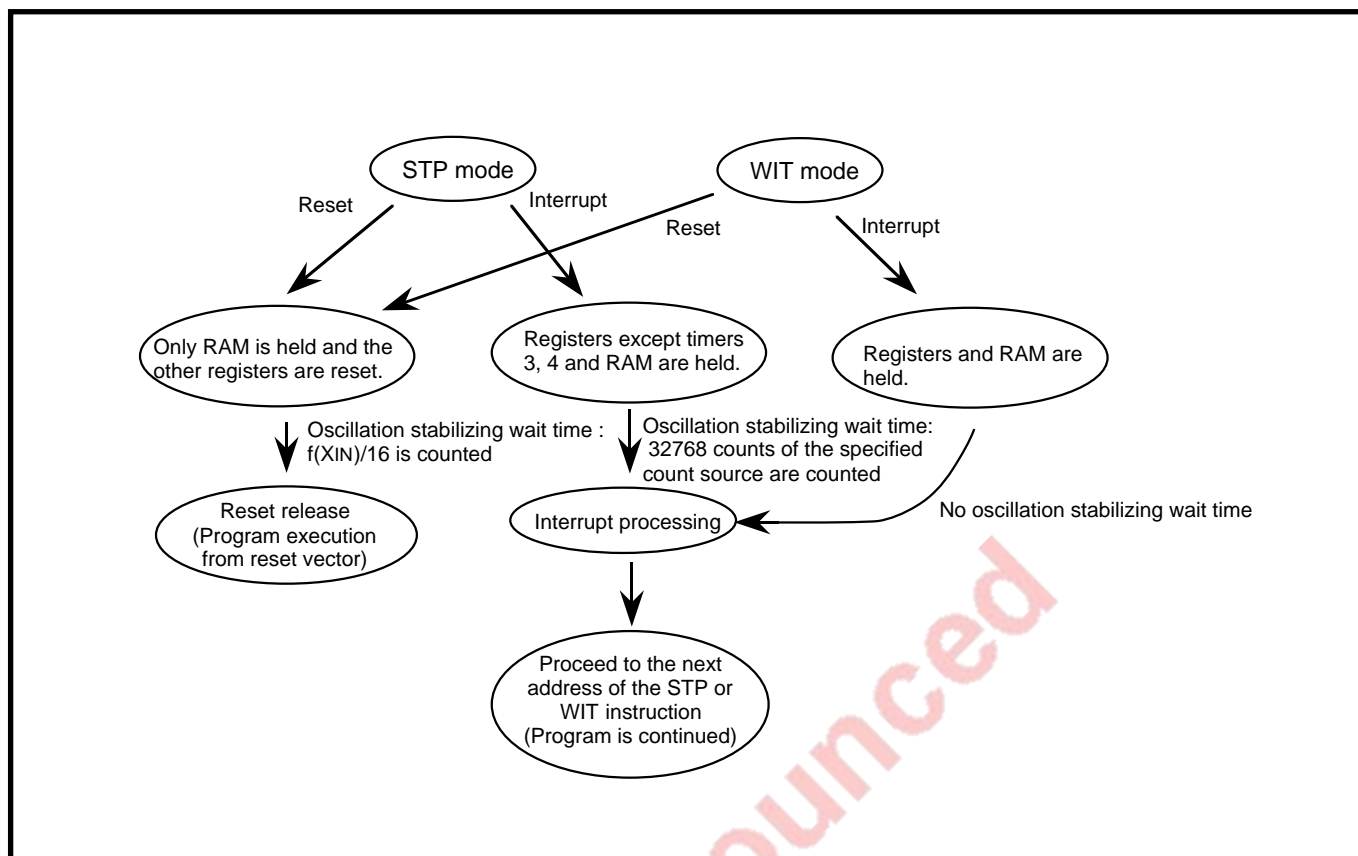 STP mode
WIT mode
Reset
Interrupt
Reset
Interrupt
Only RAM is held and the
other registers are reset.
Registers except timers
3, 4 and RAM are held.
Registers and RAM are
held.
Oscillation stabilizing wait time :
f(XIN)/16 is counted
Oscillation stabilizing wait time:
32768 counts of the specified
count source are counted
No oscillation stabilizing wait time
Reset release
(Program execution
from reset vector)
Interrupt processing
Proceed to the next
address of the STP or
WIT instruction
(Program is continued)
ounced